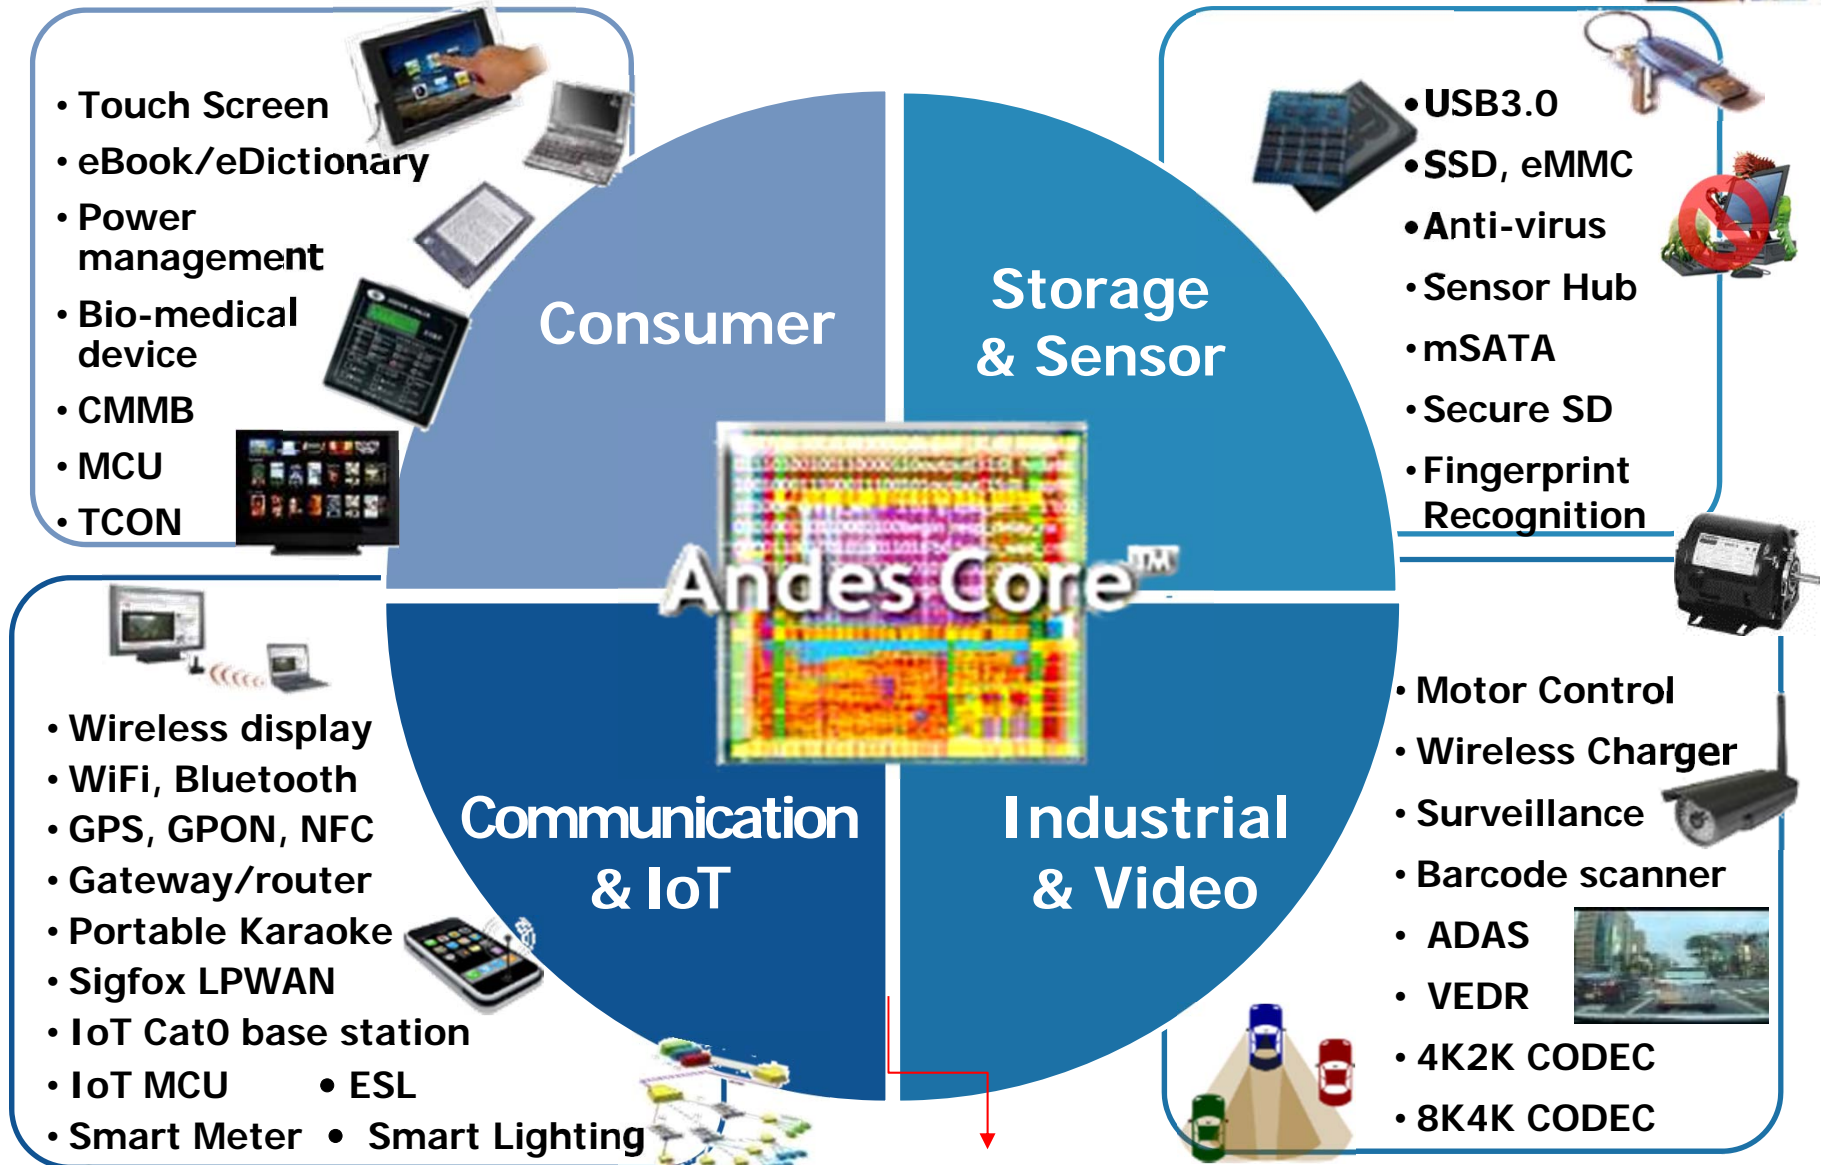 • Touch Screen
• eBook/eDictionary
• Power
management
• Bio-medical
device
• CMMB
• MCU
• TCON
Consumer
Storage
& Sensor
• USB3.0
• SSD, eMMC
• Anti-virus
• Sensor Hub
• mSATA
• Secure SD
• Fingerprint
Recognition
Andes Core™
• Wireless display
• WiFi, Bluetooth
• GPS, GPON, NFC
• Gateway/router
• Portable Karaoke
• Sigfox LPWAN
• IoT Cat0 base station
• IoT MCU • ESL
• Smart Meter • Smart Lighting
Communication
& IoT
Industrial
& Video
• Motor Control
• Wireless Charger
• Surveillance
• Barcode scanner
• ADAS
• VEDR
• 4K2K CODEC
• 8K4K CODEC